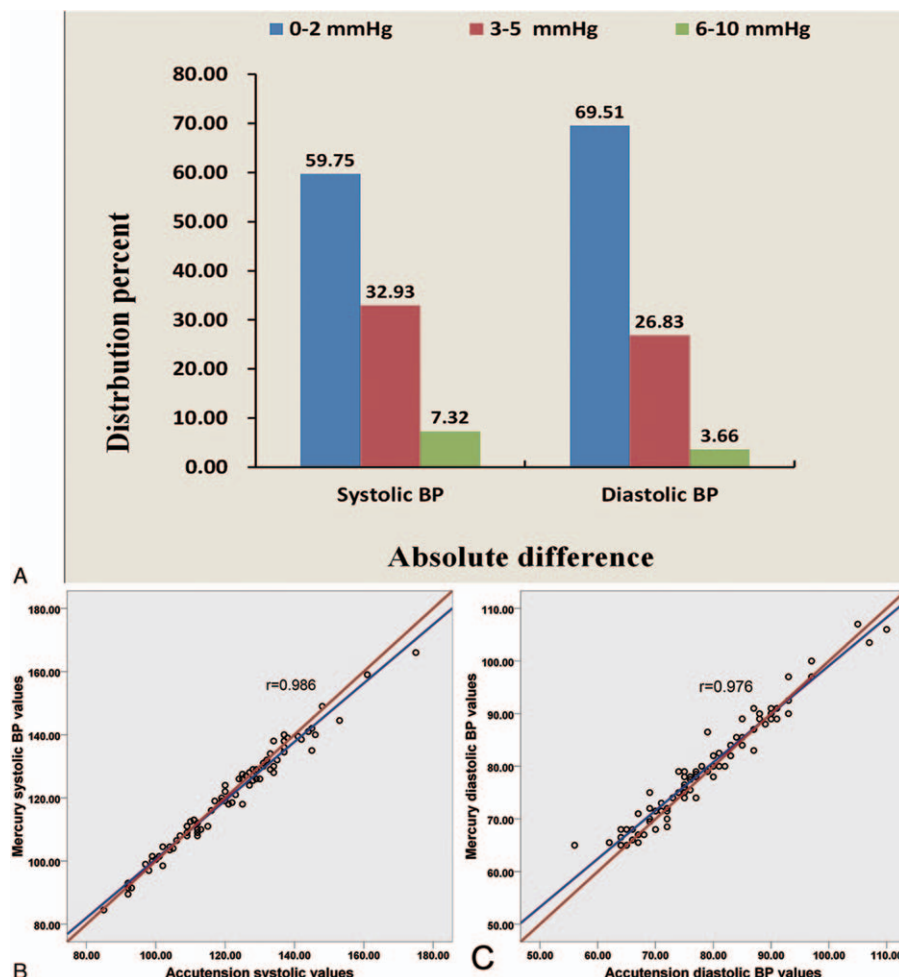 0-2 mmHg 3-5 mmHg 6-10 mmHg
80.00
70.00
60.00
50.00
40.00
30.00
20.00
10.00
0.00
Distrbution percent
59.75
32.93
7.32
69.51
26.83
3.66
Systolic BP Diastolic BP
Absolute difference
A
180.00
160.00
140.00
120.00
100.00
80.00
Mercury systolic BP values
r=0.986
80.00 100.00 120.00 140.00 160.00 180.00
Accutension systolic values
B
110.00
100.00
90.00
80.00
70.00
60.00
50.00
Mercury diastolic BP values
r=0.976
50.00 60.00 70.00 80.00 90.00 100.00 110.00
Accutension diastolic BP values
C